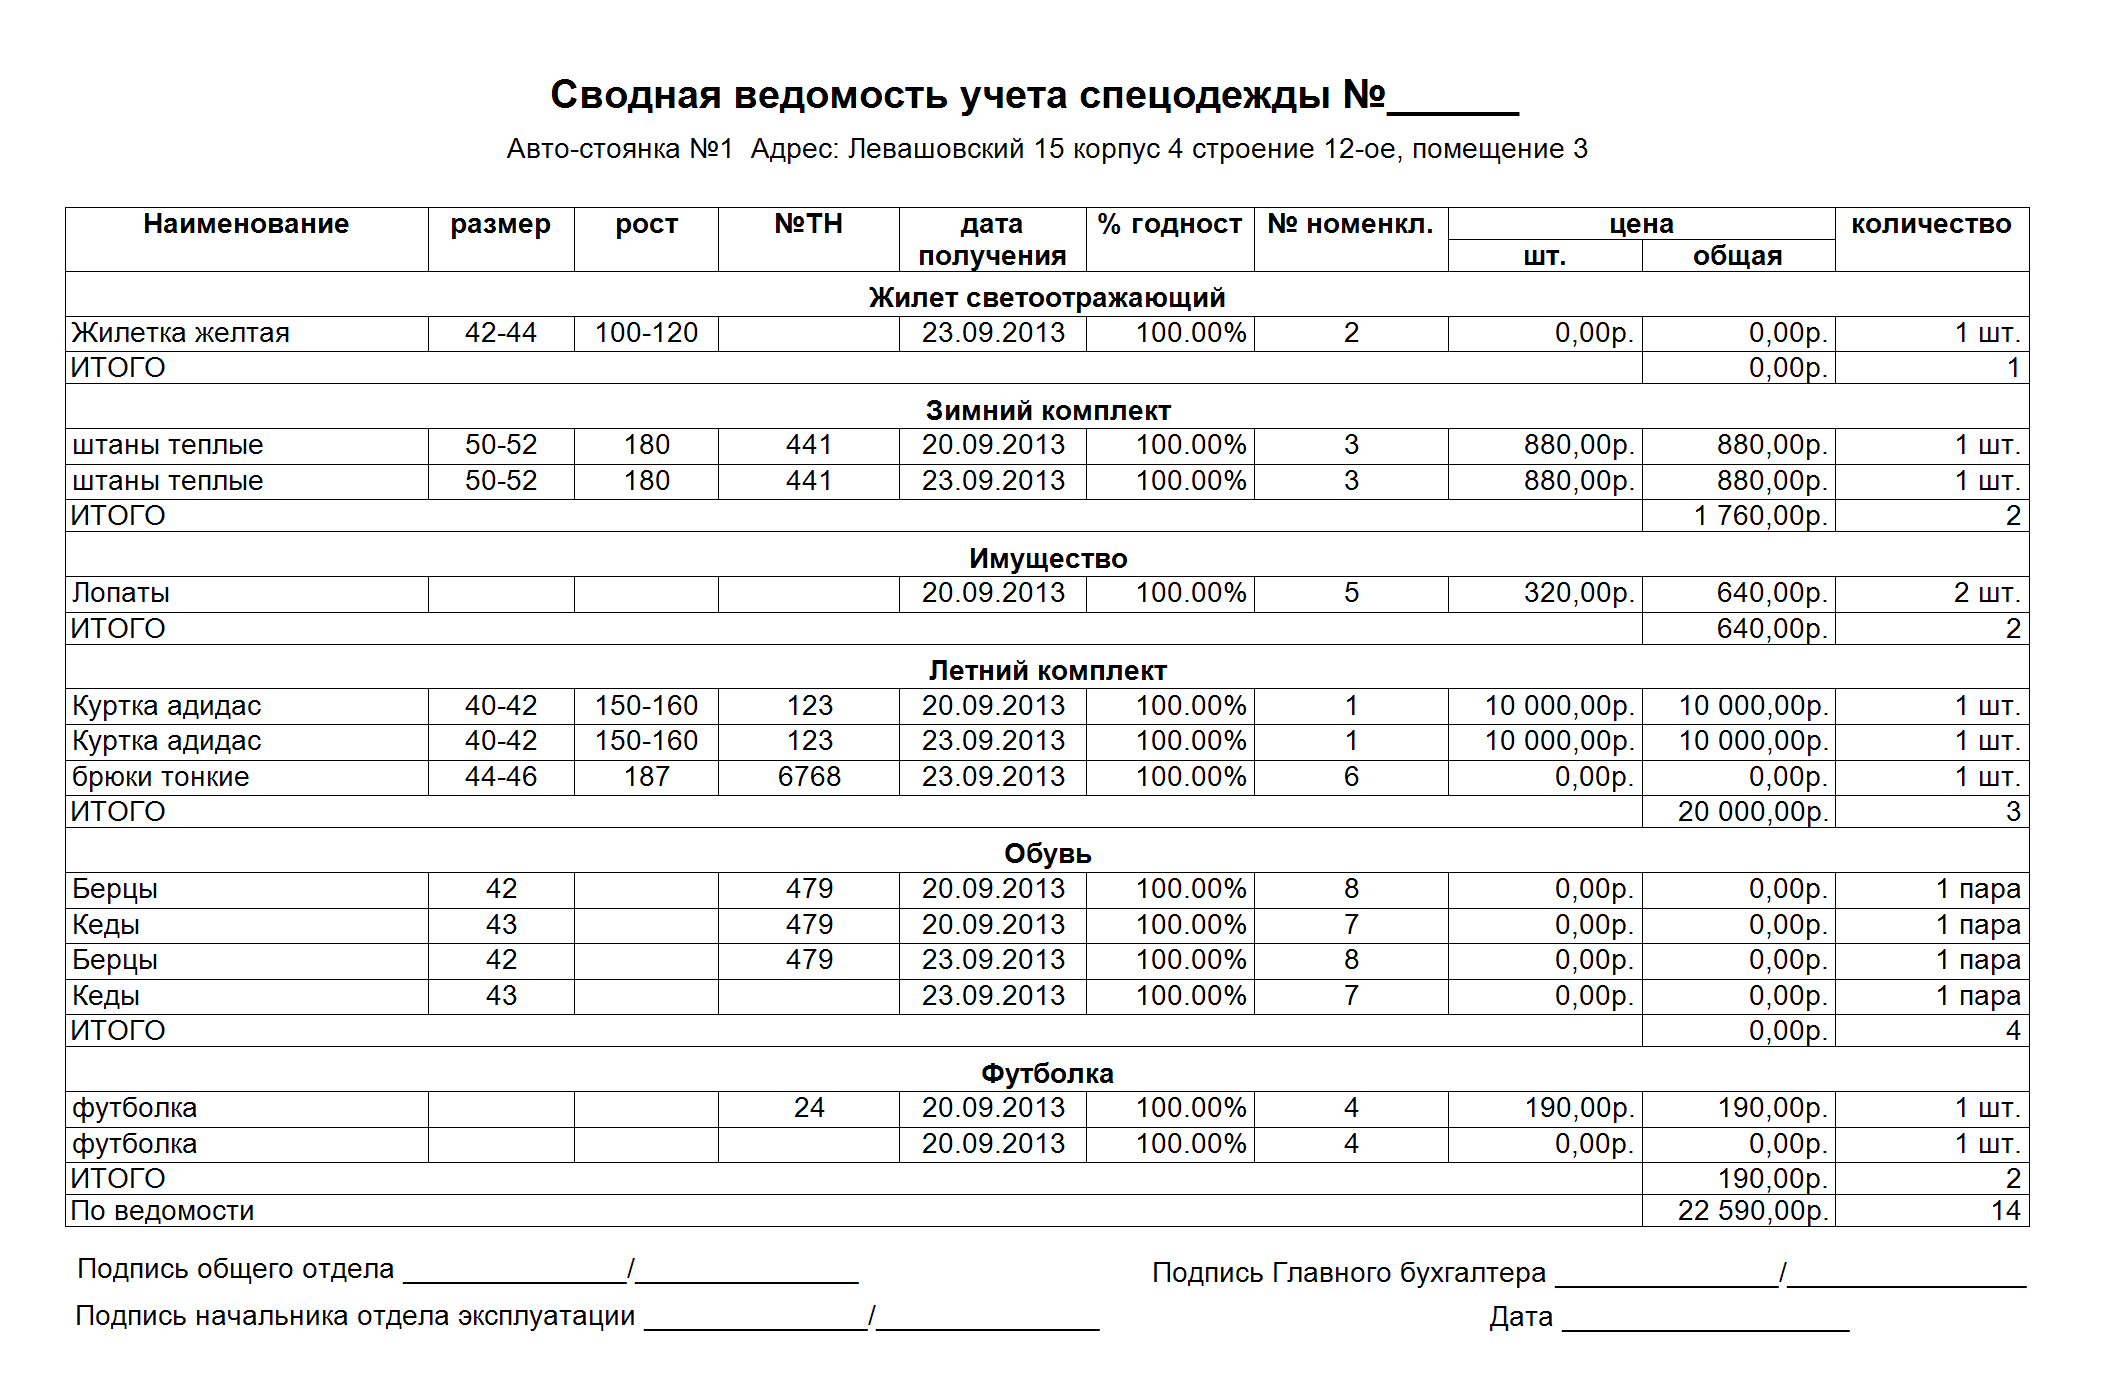 Сводная ведомость учета спецодежды №______
Авто-стоянка №1 Адрес: Левашовский 15 корпус 4 строение 12-ое, помещение 3
Наименование размер рост №ТН дата получения % годност № номенкл. цена количество
шт. общая
Жилет светоотражающий
Жилетка желтая 42-44 100-120 23.09.2013 100.00% 2 0,00р. 0,00р. 1 шт.
ИТОГО 0,00р. 1
Зимний комплект
штаны теплые 50-52 180 441 20.09.2013 100.00% 3 880,00р. 880,00р. 1 шт.
штаны теплые 50-52 180 441 23.09.2013 100.00% 3 880,00р. 880,00р. 1 шт.
ИТОГО 1 760,00р. 2
Имущество
Лопаты 20.09.2013 100.00% 5 320,00р. 640,00р. 2 шт.
ИТОГО 640,00р. 2
Летний комплект
Куртка адидас 40-42 150-160 123 20.09.2013 100.00% 1 10 000,00р. 10 000,00р. 1 шт.
Куртка адидас 40-42 150-160 123 23.09.2013 100.00% 1 10 000,00р. 10 000,00р. 1 шт.
брюки тонкие 44-46 187 6768 23.09.2013 100.00% 6 0,00р. 0,00р. 1 шт.
ИТОГО 20 000,00р. 3
Обувь
Берцы 42 479 20.09.2013 100.00% 8 0,00р. 0,00р. 1 пара
Кеды 43 479 20.09.2013 100.00% 7 0,00р. 0,00р. 1 пара
Берцы 42 479 23.09.2013 100.00% 8 0,00р. 0,00р. 1 пара
Кеды 43 23.09.2013 100.00% 7 0,00р. 0,00р. 1 пара
ИТОГО 0,00р. 4
Футболка
футболка 24 20.09.2013 100.00% 4 190,00р. 190,00р. 1 шт.
футболка 20.09.2013 100.00% 4 0,00р. 0,00р. 1 шт.
ИТОГО 190,00р. 2
По ведомости 22 590,00р. 14
Подпись общего отдела ______________/______________ Подпись Главного бухгалтера ______________/_______________
Подпись начальника отдела эксплуатации ______________/______________ Дата __________________